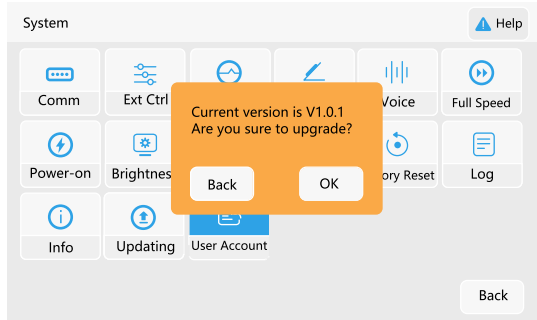 System
Help
Comm
Ext Ctrl
Voice
Full Speed
Current version is V1.0.1
Are you sure to upgrade?
Back
OK
Power-on
Brightnes
ory Reset
Log
Info
Updating
User Account
Back